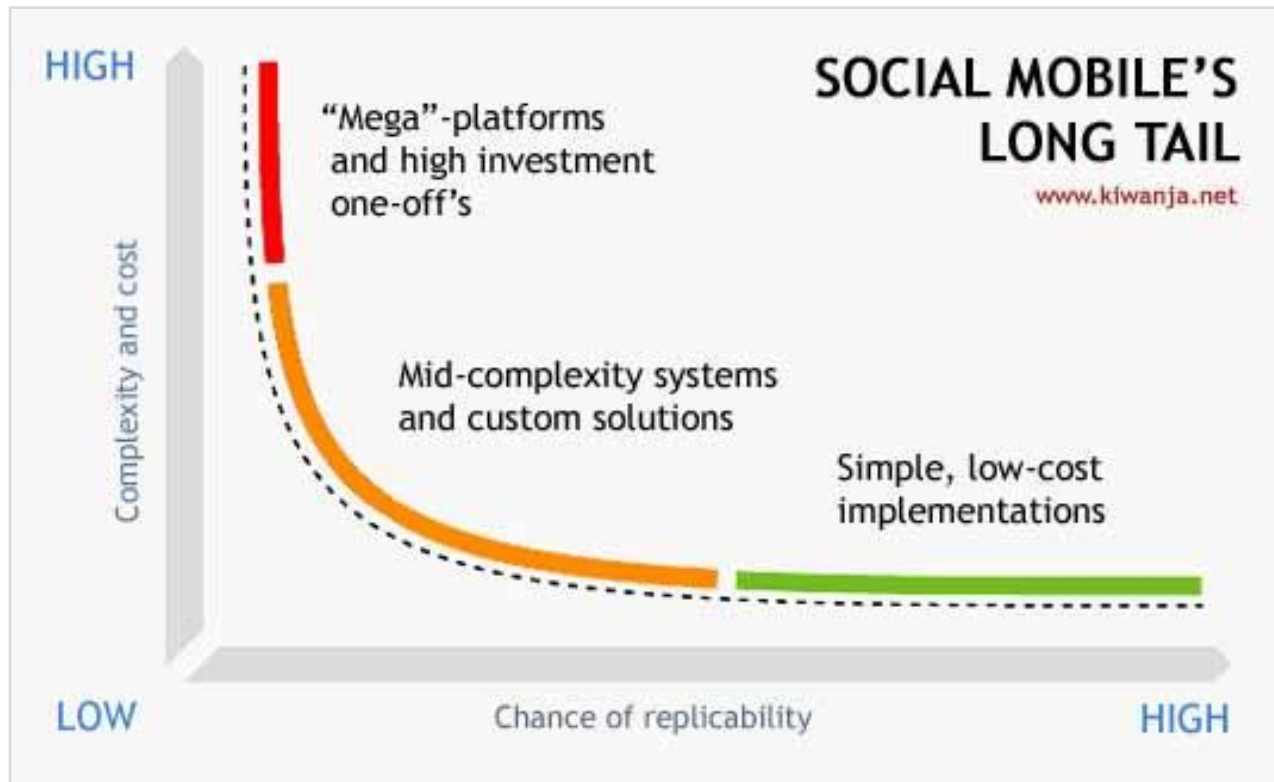 HIGH
SOCIAL MOBILE'S
LONG TAIL
www.kiwanja.net
“Mega”-platforms
and high investment
one-off's
Complexity and cost
Mid-complexity systems
and custom solutions
Simple, low-cost
implementations
LOW
Chance of replicability
HIGH